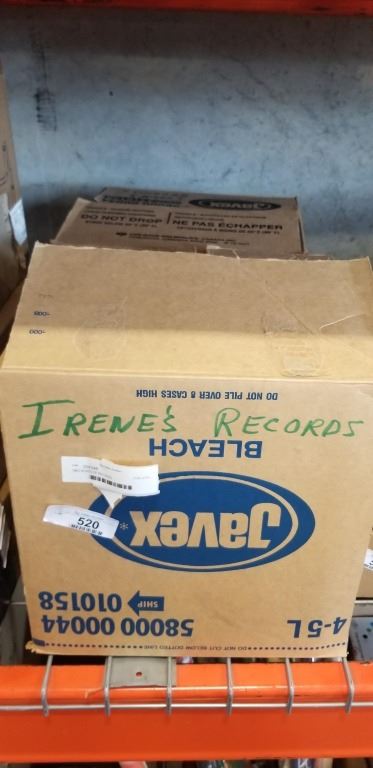 Javex
DO NOT DROP
NE PAS ÉCHAPPER
DO NOT PILE OVER 8 CASES HIGH
IRENE'S RECORDS
BLEACH
Javex
520
SHIP
58000 00044 010158
4-5 L
DO NOT CUT BELOW DOTTED LINE